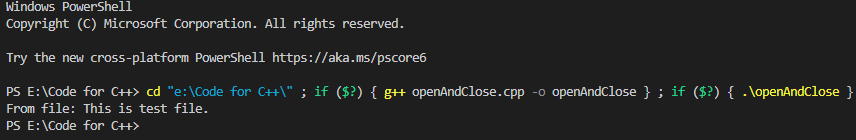 Windows PowerShell
Copyright (C) Microsoft Corporation. All rights reserved.
Try the new cross-platform PowerShell https://aka.ms/pscore6
PS E:\Code for C++> cd "e:\Code for C++\" ; if ($?) { g++ openAndClose.cpp -o openAndClose } ; if ($?) { .\openAndClose }
From file: This is test file.
PS E:\Code for C++>